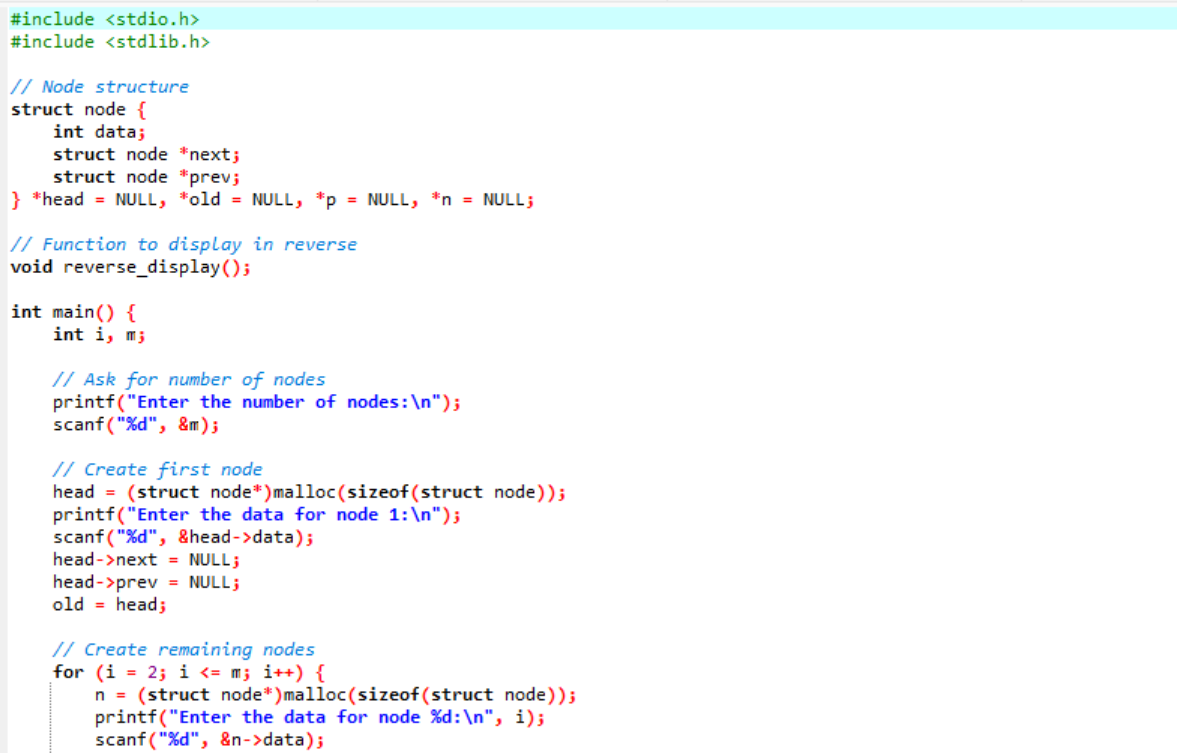 #include <stdio.h>
#include <stdlib.h>
// Node structure
struct node {
    int data;
    struct node *next;
    struct node *prev;
} *head = NULL, *old = NULL, *p = NULL, *n = NULL;
// Function to display in reverse
void reverse_display();
int main() {
    int i, m;
    // Ask for number of nodes
    printf("Enter the number of nodes:\n");
    scanf("%d", &m);
    // Create first node
    head = (struct node*)malloc(sizeof(struct node));
    printf("Enter the data for node 1:\n");
    scanf("%d", &head->data);
    head->next = NULL;
    head->prev = NULL;
    old = head;
    // Create remaining nodes
    for (i = 2; i <= m; i++) {
        n = (struct node*)malloc(sizeof(struct node));
        printf("Enter the data for node %d:\n", i);
        scanf("%d", &n->data);